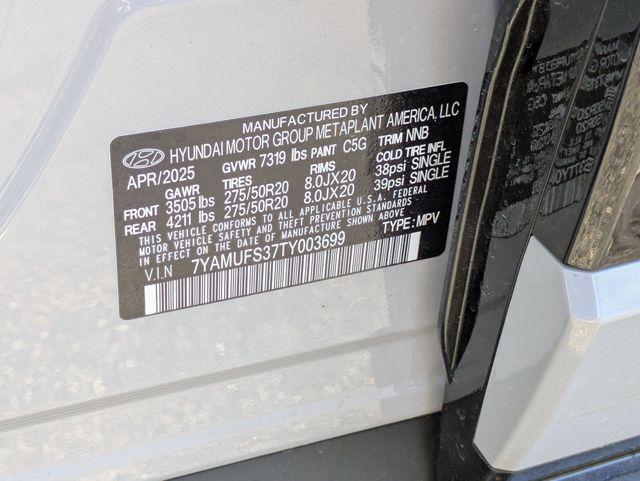 MANUFACTURED BY
HYUNDAI MOTOR GROUP METAPLANT AMERICA, LLC
APR/2025 GVWR 7319 lbs PAINT C5G TRIM NNB
GAWR TIRES COLD TIRE INFL
FRONT 3505 lbs 275/50R20 8.0JX20 38psi SINGLE
REAR 4211 lbs 275/50R20 8.0JX20 39psi SINGLE
THIS VEHICLE CONFORMS TO ALL APPLICABLE U.S.A. FEDERAL
MOTOR VEHICLE SAFETY AND THEFT PREVENTION STANDARDS
IN EFFECT ON THE DATE OF MANUFACTURE SHOWN ABOVE.
V.I.N 7YAMUFS37TY003699 TYPE: MPV